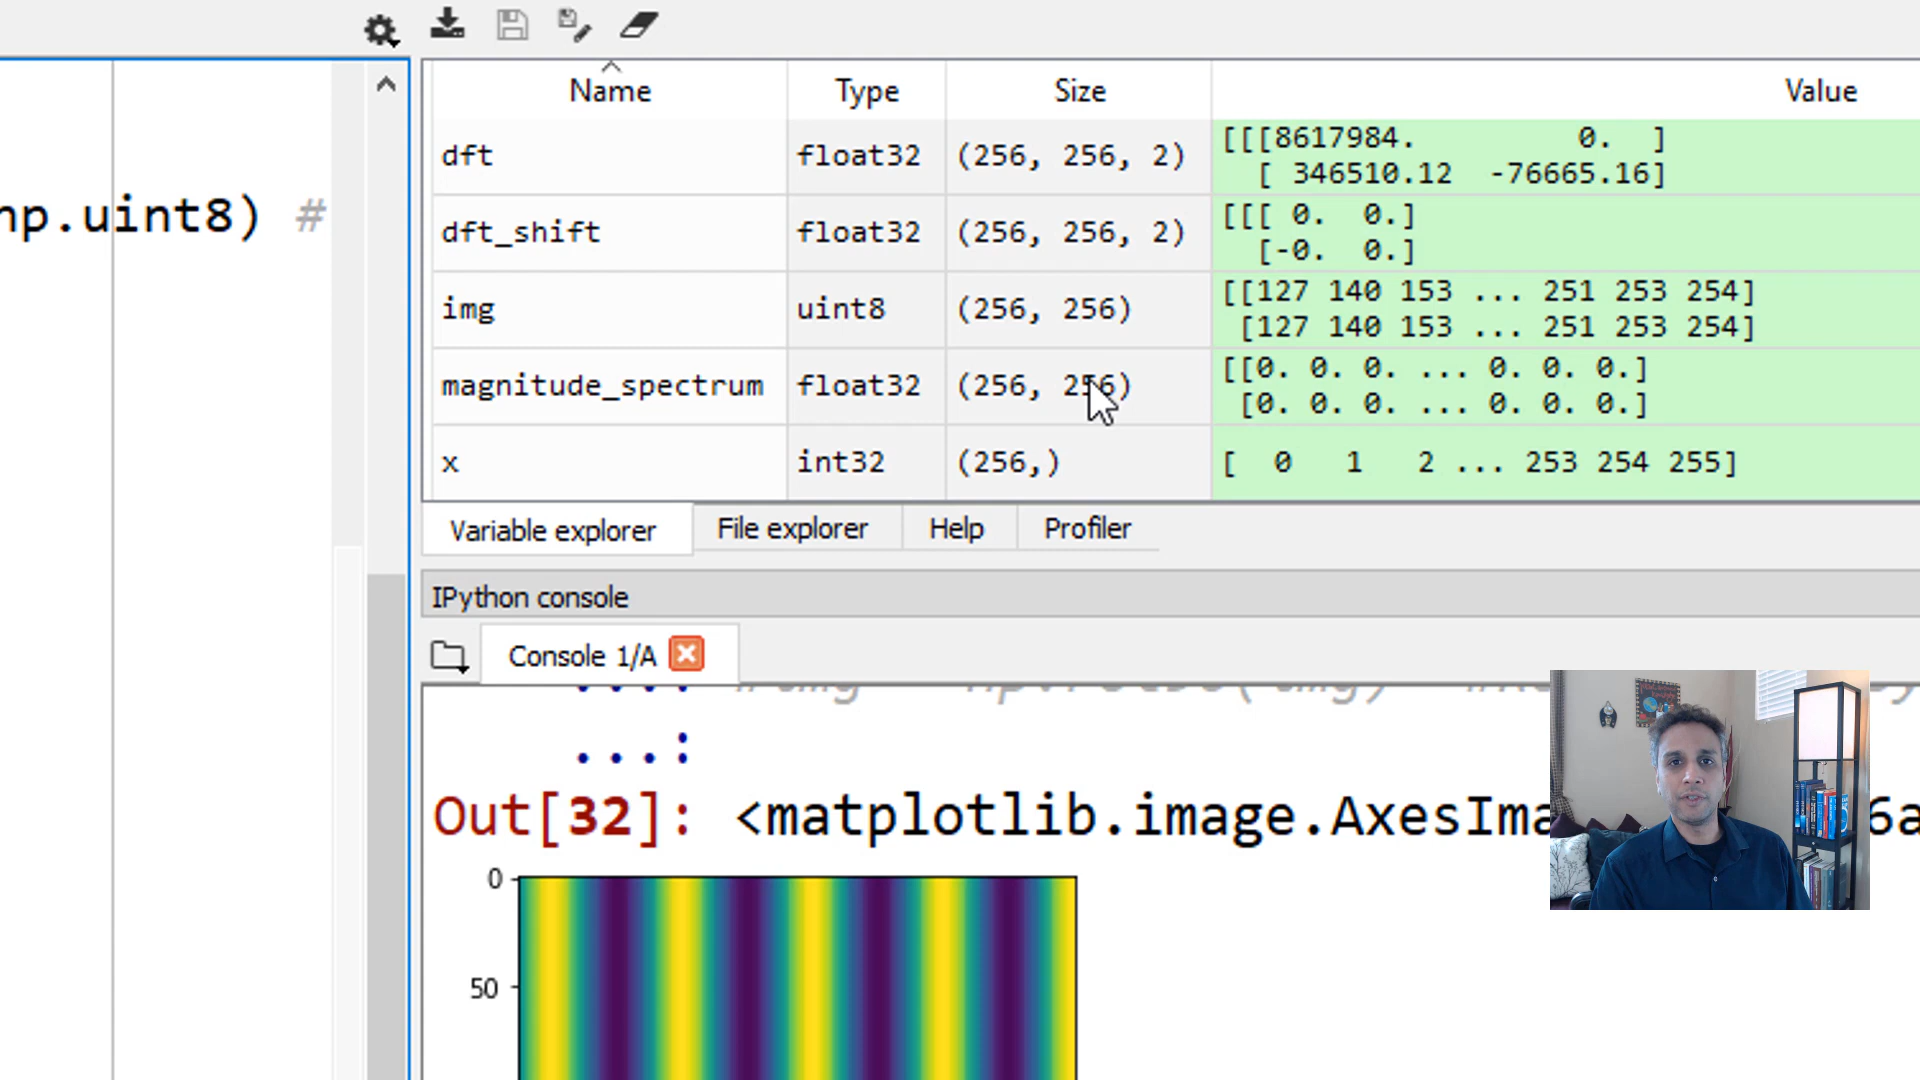 Name Type Size Value
dft float32 (256, 256, 2) [[[8617984. 0. ]
[ 346510.12 -76665.16]
np.uint8) #
dft_shift float32 (256, 256, 2) [[[ 0. 0.]
[-0. 0.]
img uint8 (256, 256) [[127 140 153 ... 251 253 254]
[127 140 153 ... 251 253 254]
magnitude_spectrum float32 (256, 256) [[0. 0. 0. ... 0. 0. 0.]
[0. 0. 0. ... 0. 0. 0.]
x int32 (256,) [ 0 1 2 ... 253 254 255]
Variable explorer File explorer Help Profiler
IPython console
Console 1/A
...:
...:
Out[32]: <matplotlib.image.AxesIma 6a
0
50